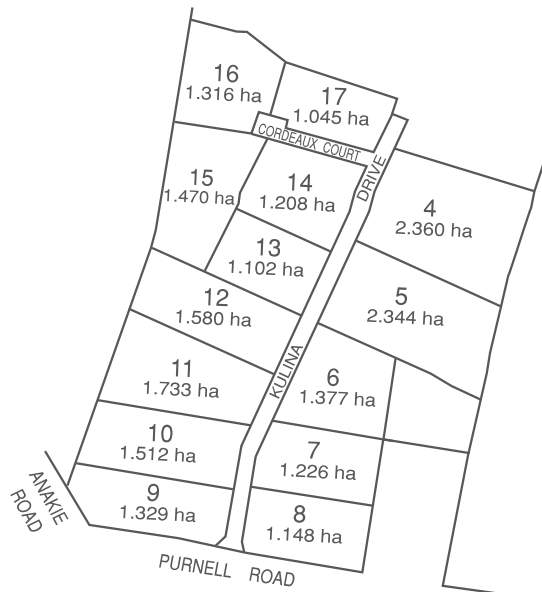 16
1.316 ha
17
1.045 ha
CORDEAUX COURT
DRIVE
15
1.470 ha
14
1.208 ha
4
2.360 ha
13
1.102 ha
12
1.580 ha
5
2.344 ha
KULINA
11
1.733 ha
6
1.377 ha
10
1.512 ha
7
1.226 ha
9
1.329 ha
8
1.148 ha
ANAKIE
ROAD
PURNELL ROAD